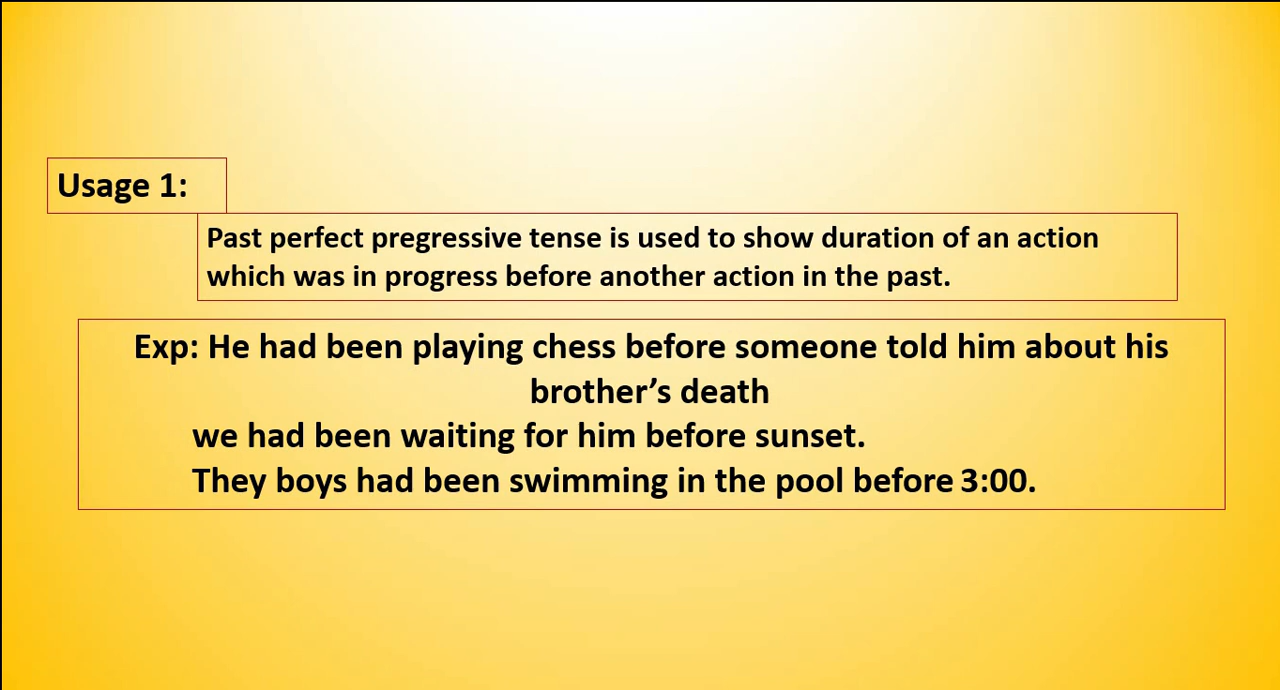 Usage 1:
Past perfect pregressive tense is used to show duration of an action
which was in progress before another action in the past.
Exp: He had been playing chess before someone told him about his
brother’s death
we had been waiting for him before sunset.
They boys had been swimming in the pool before 3:00.